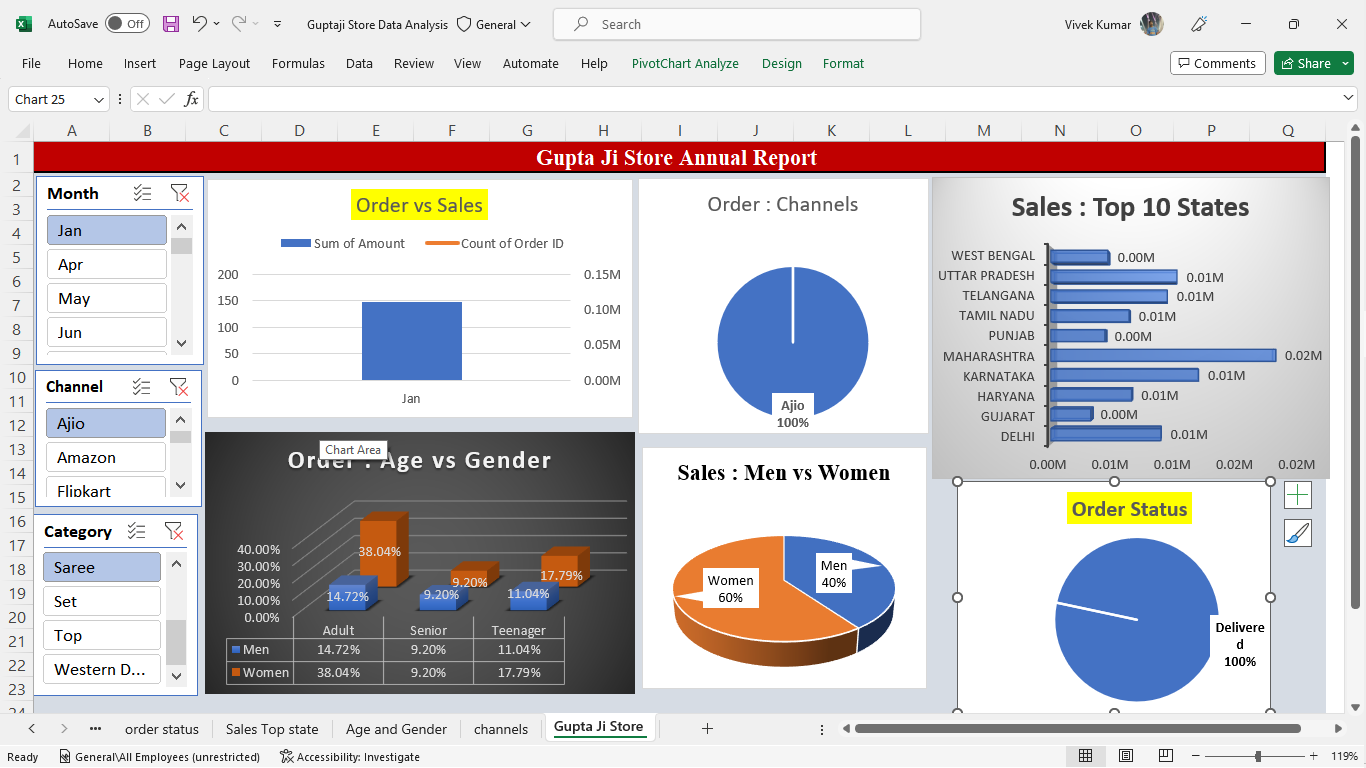 AutoSave Off Guptaji Store Data Analysis General Search Vivek Kumar
File Home Insert Page Layout Formulas Data Review View Automate Help PivotChart Analyze Design Format Comments Share
Chart 25 fx
A B C D E F G H I J K L M N O P Q
1 Gupta Ji Store Annual Report
2
3
4
5
6
7
8
9
10
11
12
13
14
15
16
17
18
19
20
21
22
23
24
Month
Jan
Apr
May
Jun
Channel
Ajio
Amazon
Flipkart
Category
Saree
Set
Top
Western D...
Order vs Sales
Sum of Amount Count of Order ID
200 0.15M
150 0.10M
100
50 0.05M
0 0.00M
Jan
Order : Channels
Ajio
100%
Sales : Top 10 States
WEST BENGAL 0.00M
UTTAR PRADESH 0.01M
TELANGANA 0.01M
TAMIL NADU 0.01M
PUNJAB 0.00M
MAHARASHTRA 0.02M
KARNATAKA 0.01M
HARYANA 0.01M
GUJARAT 0.00M
DELHI 0.01M
0.00M 0.01M 0.01M 0.02M 0.02M
Chart Area
Order : Age vs Gender
40.00%
30.00%
20.00%
10.00%
0.00%
38.04% 9.20% 17.79%
14.72% 9.20% 11.04%
Adult Senior Teenager
Men 14.72% 9.20% 11.04%
Women 38.04% 9.20% 17.79%
Sales : Men vs Women
Men
40%
Women
60%
Order Status
Delivere
d
100%
order status Sales Top state Age and Gender channels Gupta Ji Store
Ready General\All Employees (unrestricted) Accessibility: Investigate 119%